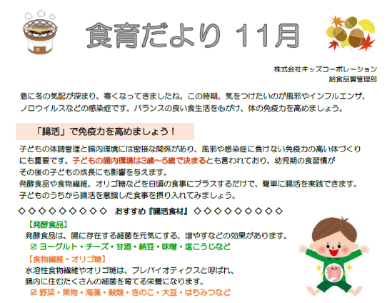 食育だより 11月
株式会社キッズコーポレーション
給食品質管理部
急に冬の気配が深まり、寒くなってきましたね。この時期、気をつけたいのが風邪やインフルエンザ、
ノロウィルスなどの感染症です。バランスの良い食生活を心がけ、体の免疫力を高めましょう。
「腸活」で免疫力を高めましょう！
子どもの体調管理と腸内環境には密接な関係があり、風邪や感染症に負けない免疫力の高い体づくり
にも重要です。子どもの腸内環境は3歳~5歳で決まるとも言われており、幼児期の食習慣が
その後の子どもの成長にも影響を与えます。
発酵食品や食物繊維、オリゴ糖などを日頃の食事にプラスするだけで、簡単に腸活を実践できます。
子どものうちから腸活を意識した食事を摂り入れてみましょう。
◇◇◇◇◇◇◇◇◇ おすすめ『腸活食材』 ◇◇◇◇◇◇◇◇◇
【発酵食品】
発酵食品は、腸に存在する細菌を元気にする、増やすなどの効果があります。
☑ヨーグルト・チーズ・甘酒・納豆・味噌・塩こうじなど
【食物繊維・オリゴ糖】
水溶性食物繊維やオリゴ糖は、プレバイオティクスと呼ばれ、
腸内に住むたくさんの細菌を育てる栄養になります。
☑野菜・果物・海藻・穀類・きのこ・大豆・はちみつなど